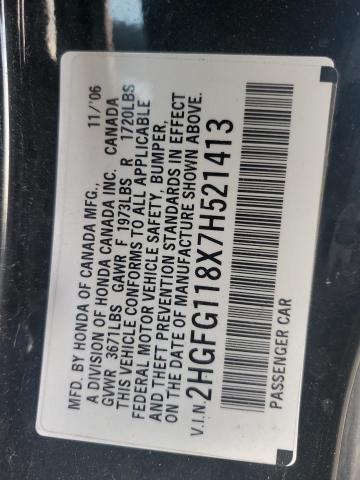 MFD. BY HONDA OF CANADA MFG., 11/'06
A DIVISION OF HONDA CANADA INC. CANADA
GVWR 3671LBS GAWR F 1973LBS R 1720LBS
THIS VEHICLE CONFORMS TO ALL APPLICABLE
FEDERAL MOTOR VEHICLE SAFETY, BUMPER,
AND THEFT PREVENTION STANDARDS IN EFFECT
ON THE DATE OF MANUFACTURE SHOWN ABOVE.
V.I.N. 2HGFG118X7H521413
PASSENGER CAR